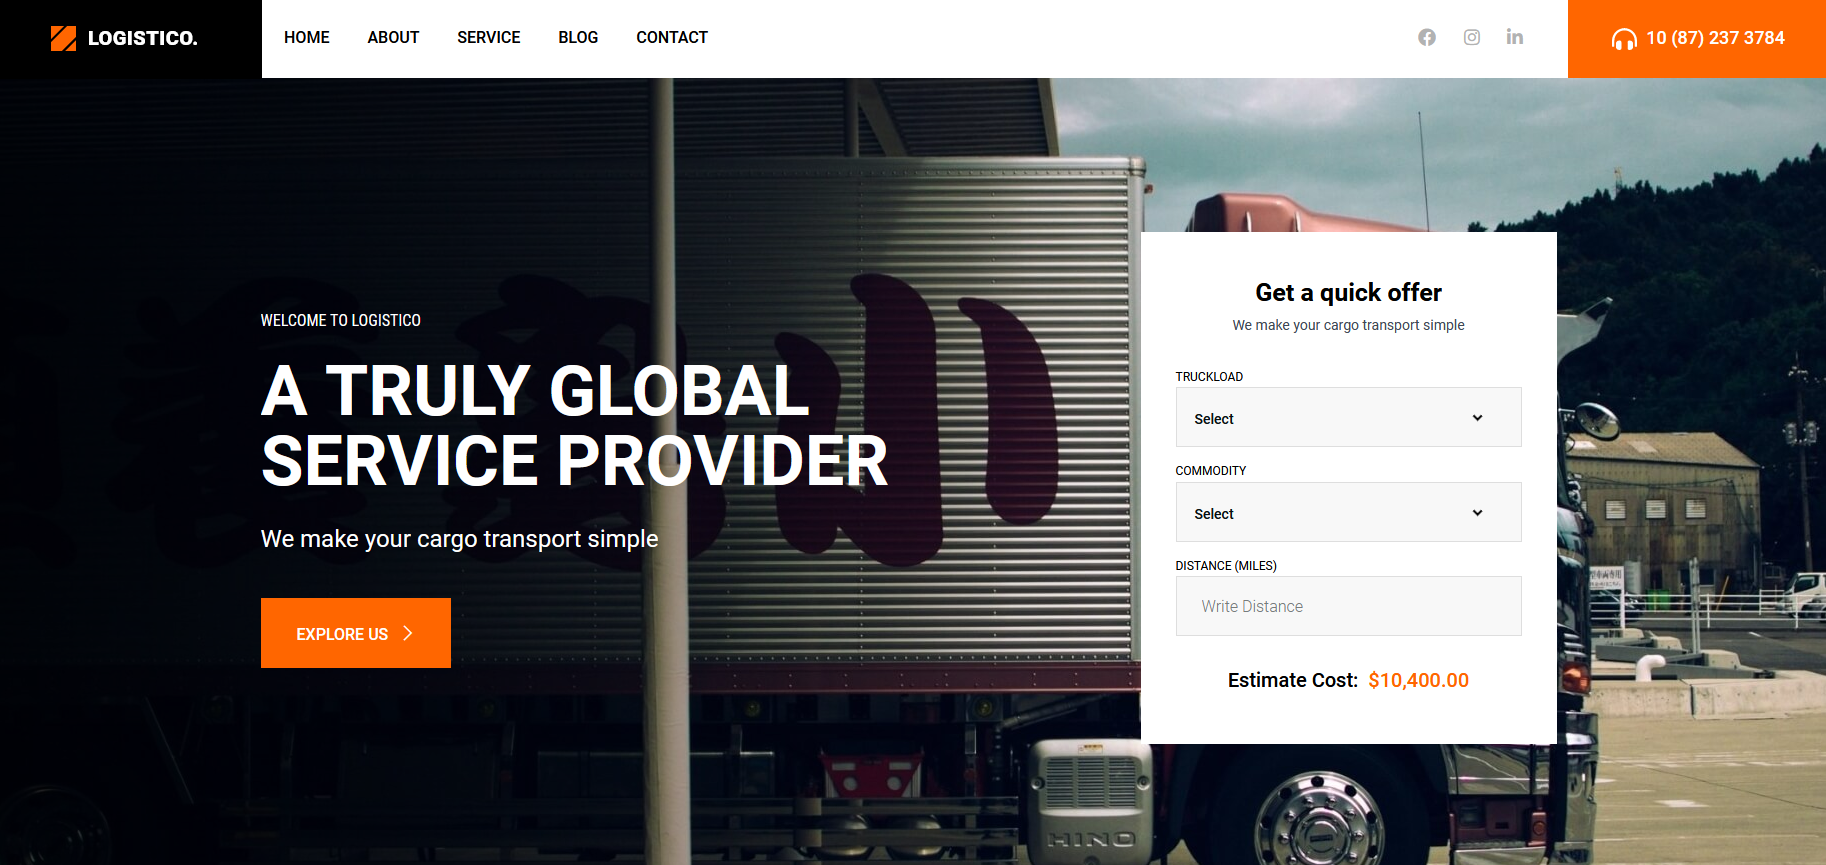 LOGISTICO.
HOME
ABOUT
SERVICE
BLOG
CONTACT
10 (87) 237 3784
WELCOME TO LOGISTICO
A TRULY GLOBAL
SERVICE PROVIDER
We make your cargo transport simple
EXPLORE US
Get a quick offer
We make your cargo transport simple
TRUCKLOAD
Select
COMMODITY
Select
DISTANCE (MILES)
Write Distance
Estimate Cost: $10,400.00
小
HINO